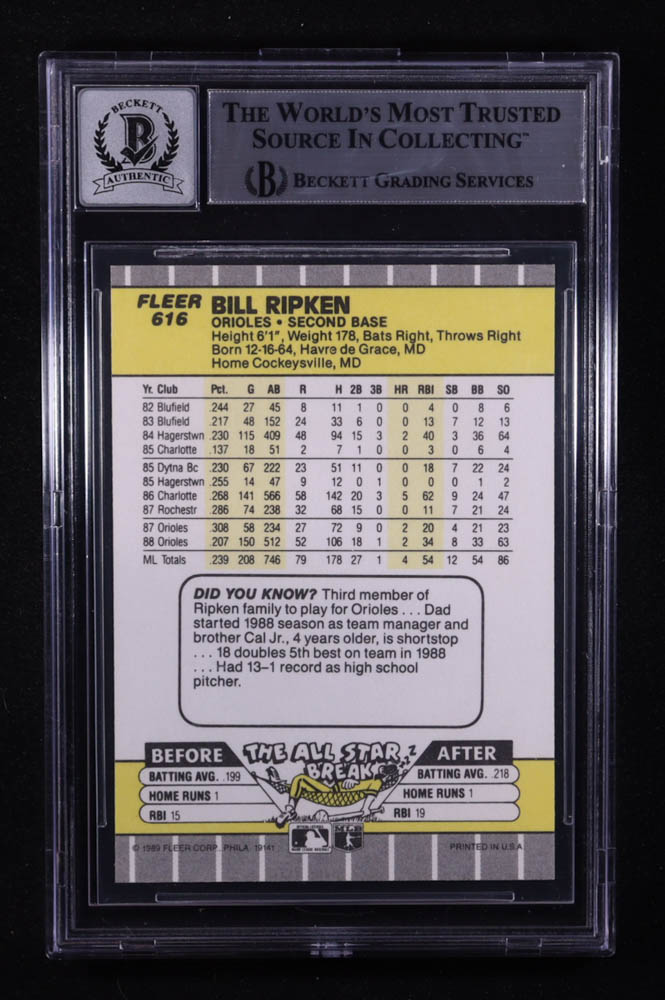 BECKETT
B
AUTHENTIC
THE WORLD'S MOST TRUSTED
SOURCE IN COLLECTING™
B BECKETT GRADING SERVICES
FLEER
616
BILL RIPKEN
ORIOLES • SECOND BASE
Height 6'1", Weight 178, Bats Right, Throws Right
Born 12-16-64, Havre de Grace, MD
Home Cockeysville, MD
Yr. Club Pct. G AB R H 2B 3B HR RBI SB BB SO
82 Blufield .244 27 45 8 11 1 0 0 4 0 8 6
83 Blufield .217 48 152 24 33 6 0 0 13 7 12 13
84 Hagerstwn .230 115 409 48 94 15 3 2 40 3 36 64
85 Charlotte .137 18 51 2 7 1 0 0 3 0 6 4
85 Dytna Bc .230 67 222 23 51 11 0 0 18 7 22 24
85 Hagerstwn .255 14 47 9 12 0 1 0 0 0 1 2
86 Charlotte .268 141 566 58 142 20 3 5 62 9 24 47
87 Rochestr .286 74 238 32 68 15 0 0 11 7 21 24
87 Orioles .308 58 234 27 72 9 0 2 20 4 21 23
88 Orioles .207 150 512 52 106 18 1 2 34 8 33 63
ML Totals .239 208 746 79 178 27 1 4 54 12 54 86
DID YOU KNOW? Third member of
Ripken family to play for Orioles . . . Dad
started 1988 season as team manager and
brother Cal Jr., 4 years older, is shortstop
. . . 18 doubles 5th best on team in 1988
. . . Had 13–1 record as high school
pitcher.
BEFORE THE ALL STAR BREAK AFTER
BATTING AVG. .199 BATTING AVG. .218
HOME RUNS 1 HOME RUNS 1
RBI 15 RBI 19
MLB
© 1989 FLEER CORP., PHILA. 19141 PRINTED IN U.S.A.